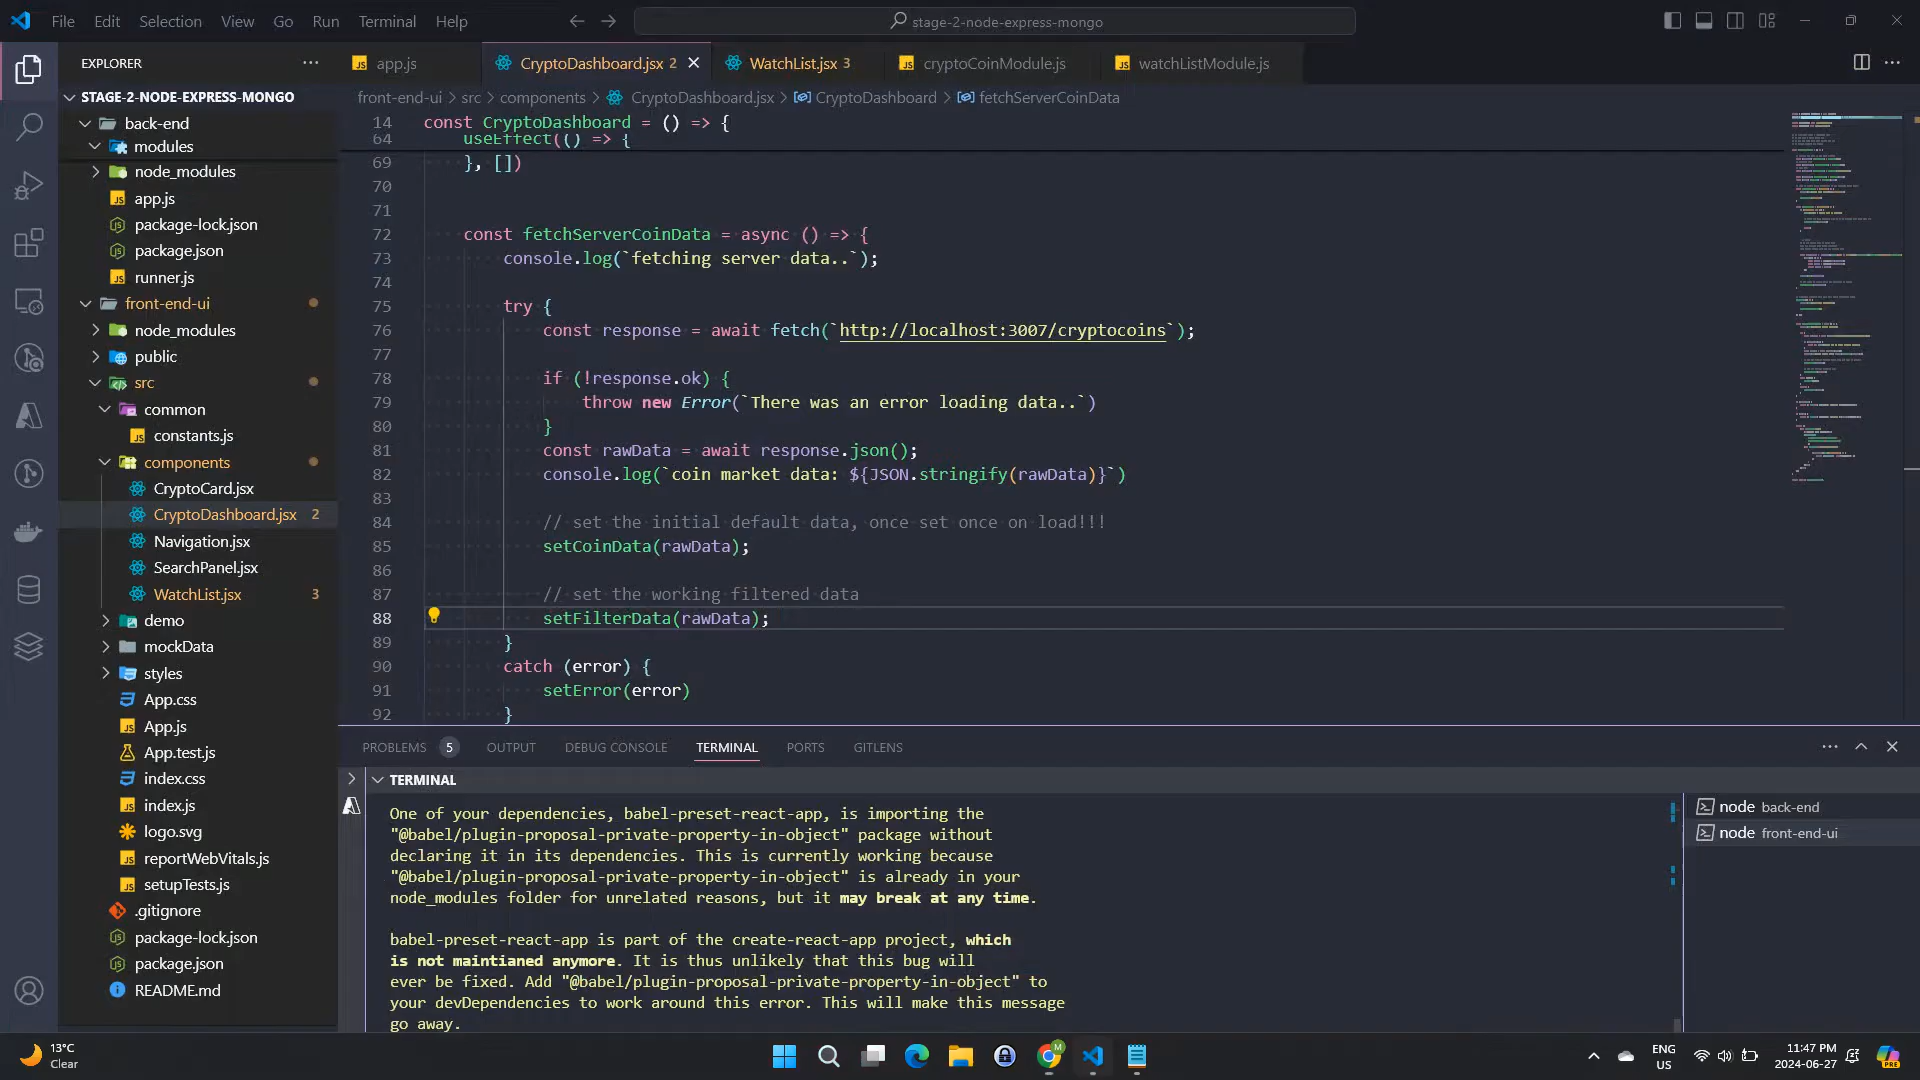 File Edit Selection View Go Run Terminal Help
stage-2-node-express-mongo
EXPLORER
app.js
CryptoDashboard.jsx 2
WatchList.jsx 3
cryptoCoinModule.js
watchListModule.js
STAGE-2-NODE-EXPRESS-MONGO
back-end
modules
node_modules
app.js
package-lock.json
package.json
runner.js
front-end-ui
node_modules
public
src
common
constants.js
components
CryptoCard.jsx
CryptoDashboard.jsx 2
Navigation.jsx
SearchPanel.jsx
WatchList.jsx 3
demo
mockData
styles
App.css
App.js
App.test.js
index.css
index.js
logo.svg
reportWebVitals.js
setupTests.js
.gitignore
package-lock.json
package.json
README.md
front-end-ui > src > components > CryptoDashboard.jsx > CryptoDashboard > fetchServerCoinData
14 const CryptoDashboard = () => {
64 useEffect(() => {
69 }, [])
70
71
72 const fetchServerCoinData = async () => {
73 console.log(`fetching server data..`);
74
75 try {
76 const response = await fetch(`http://localhost:3007/cryptocoins`);
77
78 if (!response.ok) {
79 throw new Error(`There was an error loading data..`)
80 }
81 const rawData = await response.json();
82 console.log(`coin market data: ${JSON.stringify(rawData)}`)
83
84 // set the initial default data, once set once on load!!!
85 setCoinData(rawData);
86
87 // set the working filtered data
88 setFilterData(rawData);
89 }
90 catch (error) {
91 setError(error)
92 }
PROBLEMS 5 OUTPUT DEBUG CONSOLE TERMINAL PORTS GITLENS
TERMINAL
One of your dependencies, babel-preset-react-app, is importing the
"@babel/plugin-proposal-private-property-in-object" package without
declaring it in its dependencies. This is currently working because
"@babel/plugin-proposal-private-property-in-object" is already in your
node_modules folder for unrelated reasons, but it may break at any time.
babel-preset-react-app is part of the create-react-app project, which
is not maintianed anymore. It is thus unlikely that this bug will
ever be fixed. Add "@babel/plugin-proposal-private-property-in-object" to
your devDependencies to work around this error. This will make this message
go away.
node back-end
node front-end-ui
13°C
Clear
ENG
US
11:47 PM
2024-06-27